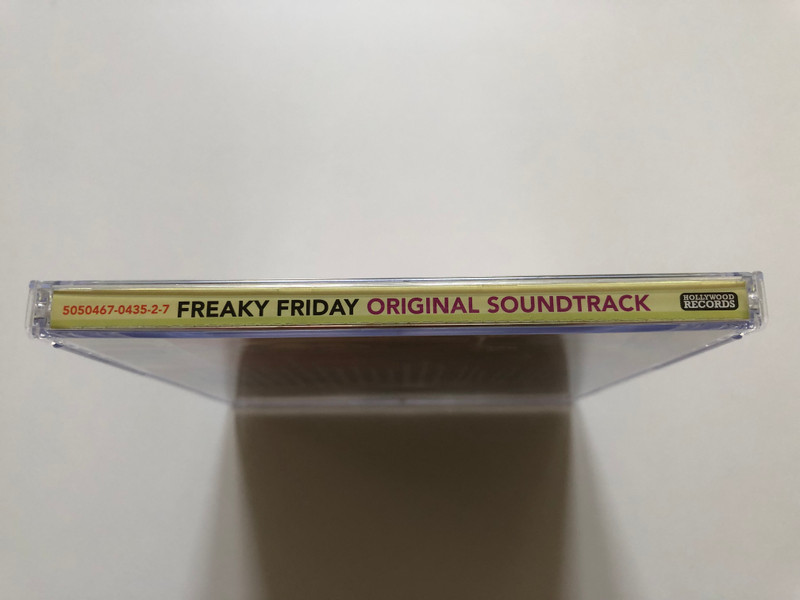 5050467-0435-2-7 FREAKY FRIDAY ORIGINAL SOUNDTRACK
HOLLYWOOD
RECORDS